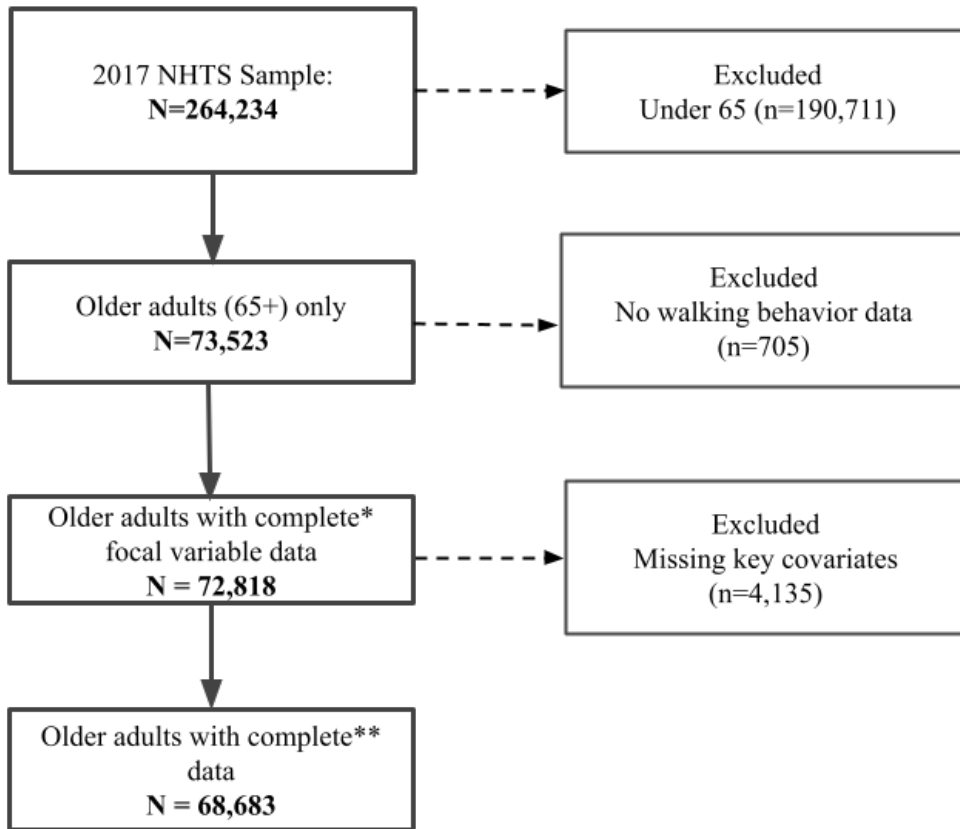 2017 NHTS Sample:
N=264,234
Excluded
Under 65 (n=190,711)
Older adults (65+) only
N=73,523
Excluded
No walking behavior data
(n=705)
Older adults with complete*
focal variable data
N = 72,818
Excluded
Missing key covariates
(n=4,135)
Older adults with complete**
data
N = 68,683